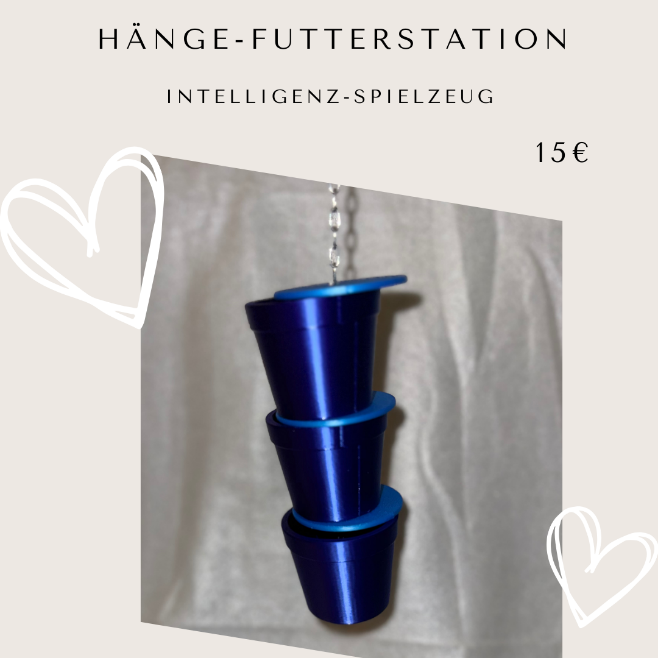 HÄNGE-FUTTERSTATION
INTELLIGENZ-SPIELZEUG
15€